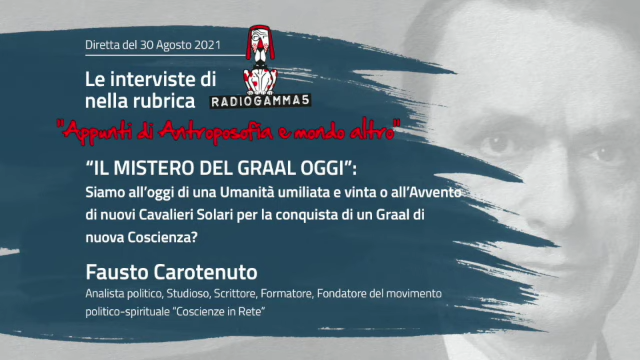 Diretta del 30 Agosto 2021
Le interviste di
nella rubrica
RADIOGAMMA5
"Appunti di Antroposofia e mondo altro"
“IL MISTERO DEL GRAAL OGGI”:
Siamo all’oggi di una Umanità umiliata e vinta o all’Avvento
di nuovi Cavalieri Solari per la conquista di un Graal di
nuova Coscienza?
Fausto Carotenuto
Analista politico, Studioso, Scrittore, Formatore, Fondatore del movimento
politico-spirituale “Coscienze in Rete”